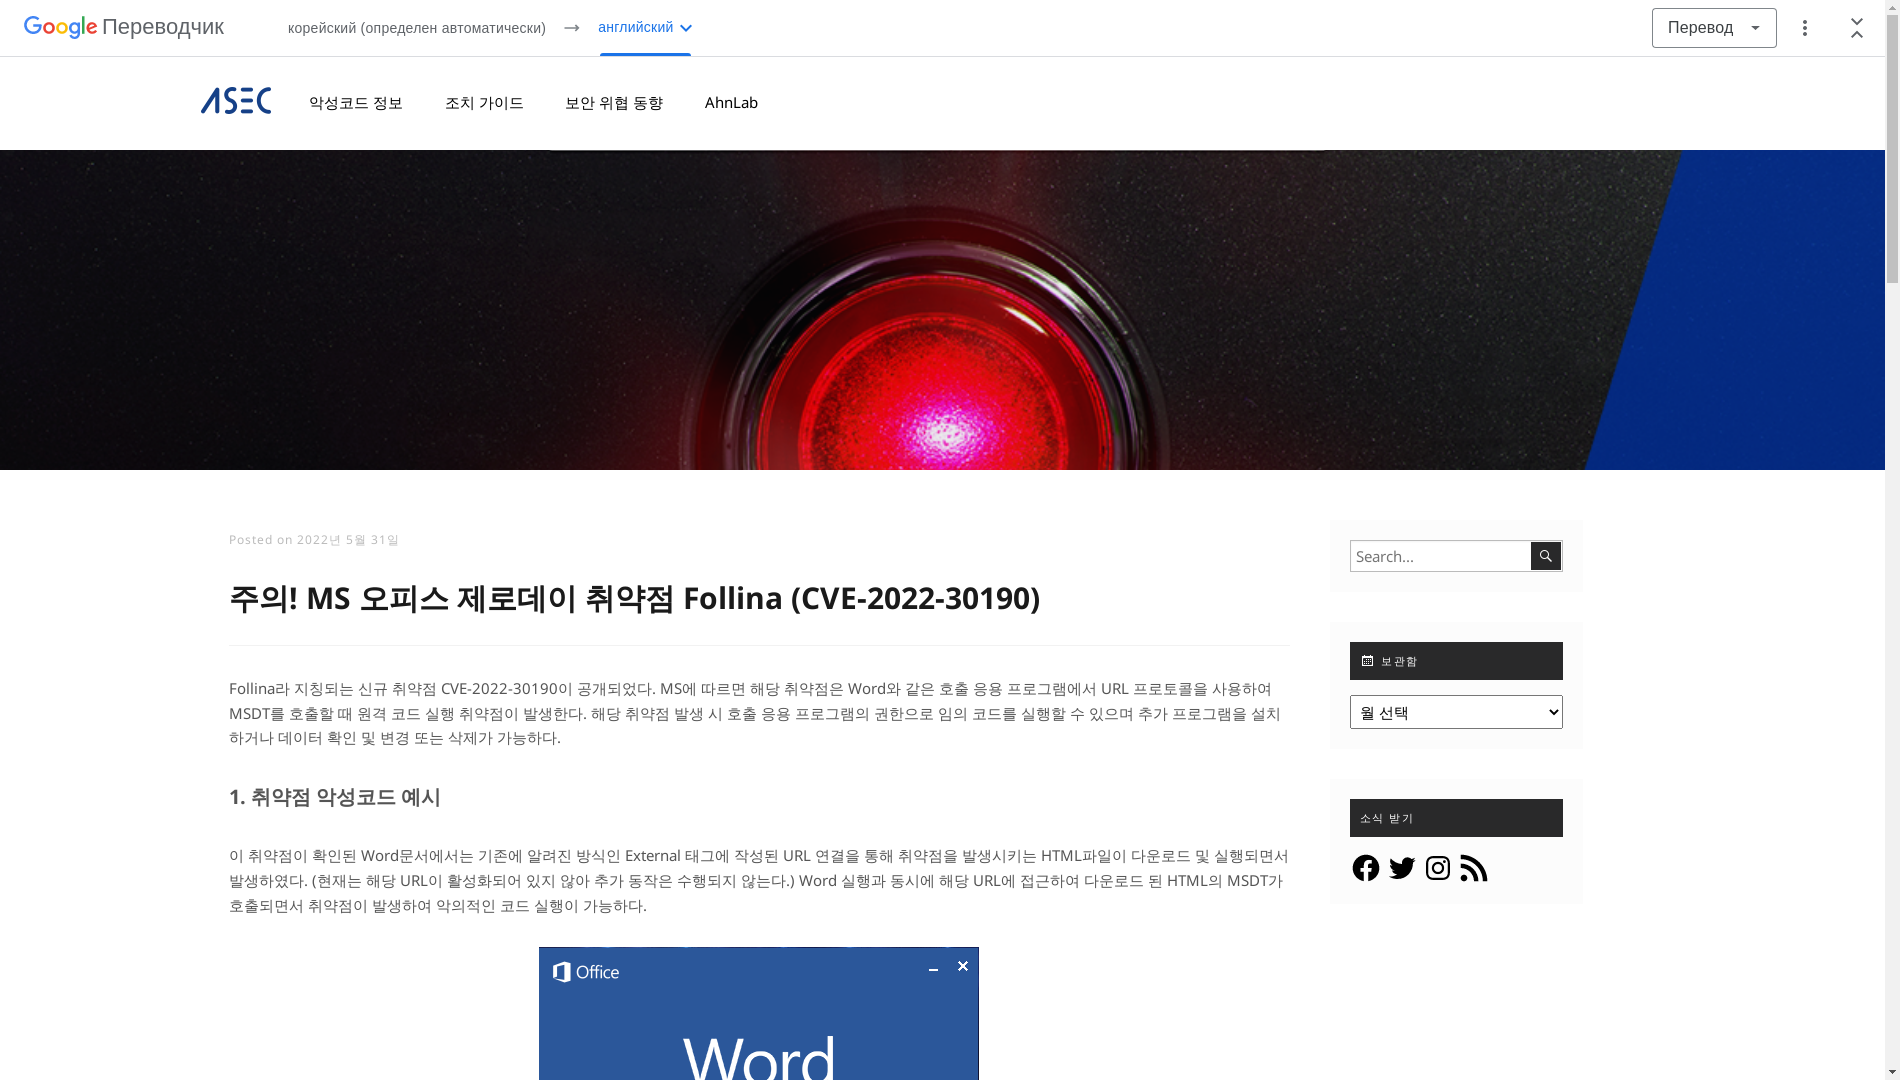 Google Переводчик
корейский (определен автоматически) → английский
Перевод
ASEC
악성코드 정보
조치 가이드
보안 위협 동향
AhnLab
Posted on 2022년 5월 31일
주의! MS 오피스 제로데이 취약점 Follina (CVE-2022-30190)
Follina라 지칭되는 신규 취약점 CVE-2022-30190이 공개되었다. MS에 따르면 해당 취약점은 Word와 같은 호출 응용 프로그램에서 URL 프로토콜을 사용하여
MSDT를 호출할 때 원격 코드 실행 취약점이 발생한다. 해당 취약점 발생 시 호출 응용 프로그램의 권한으로 임의 코드를 실행할 수 있으며 추가 프로그램을 설치
하거나 데이터 확인 및 변경 또는 삭제가 가능하다.
1. 취약점 악성코드 예시
이 취약점이 확인된 Word문서에서는 기존에 알려진 방식인 External 태그에 작성된 URL 연결을 통해 취약점을 발생시키는 HTML파일이 다운로드 및 실행되면서
발생하였다. (현재는 해당 URL이 활성화되어 있지 않아 추가 동작은 수행되지 않는다.) Word 실행과 동시에 해당 URL에 접근하여 다운로드 된 HTML의 MSDT가
호출되면서 취약점이 발생하여 악의적인 코드 실행이 가능하다.
Office
Word
Search...
보관함
월 선택
소식 받기